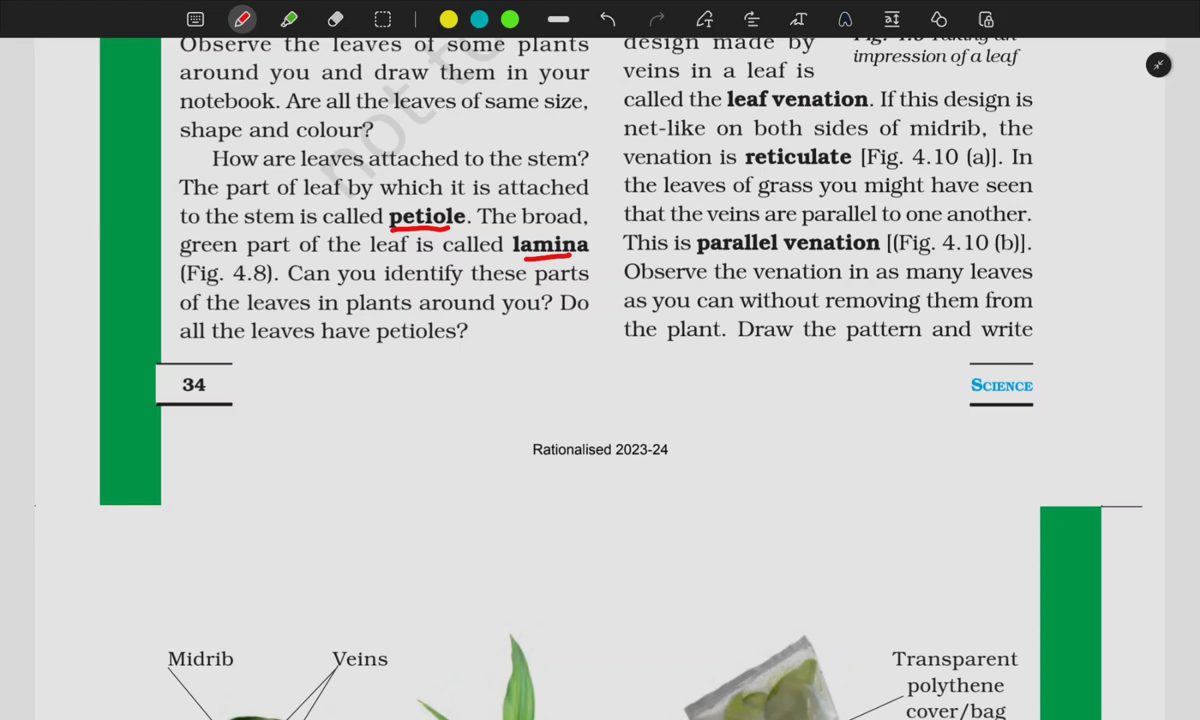 Observe the leaves of some plants
around you and draw them in your
notebook. Are all the leaves of same size,
shape and colour?
How are leaves attached to the stem?
The part of leaf by which it is attached
to the stem is called petiole. The broad,
green part of the leaf is called lamina
(Fig. 4.8). Can you identify these parts
of the leaves in plants around you? Do
all the leaves have petioles?
34
design made by
veins in a leaf is
called the leaf venation. If this design is
net-like on both sides of midrib, the
venation is reticulate [Fig. 4.10 (a)]. In
the leaves of grass you might have seen
that the veins are parallel to one another.
This is parallel venation [(Fig. 4.10 (b)].
Observe the venation in as many leaves
as you can without removing them from
the plant. Draw the pattern and write
impression of a leaf
SCIENCE
not to
Rationalised 2023-24
Midrib
Veins
Transparent
polythene
cover/bag